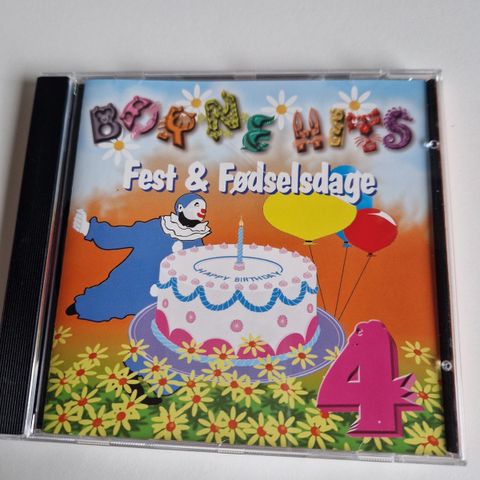 BØRNE HITS
Fest & Fødselsdage
HAPPY BIRTHDAY
4